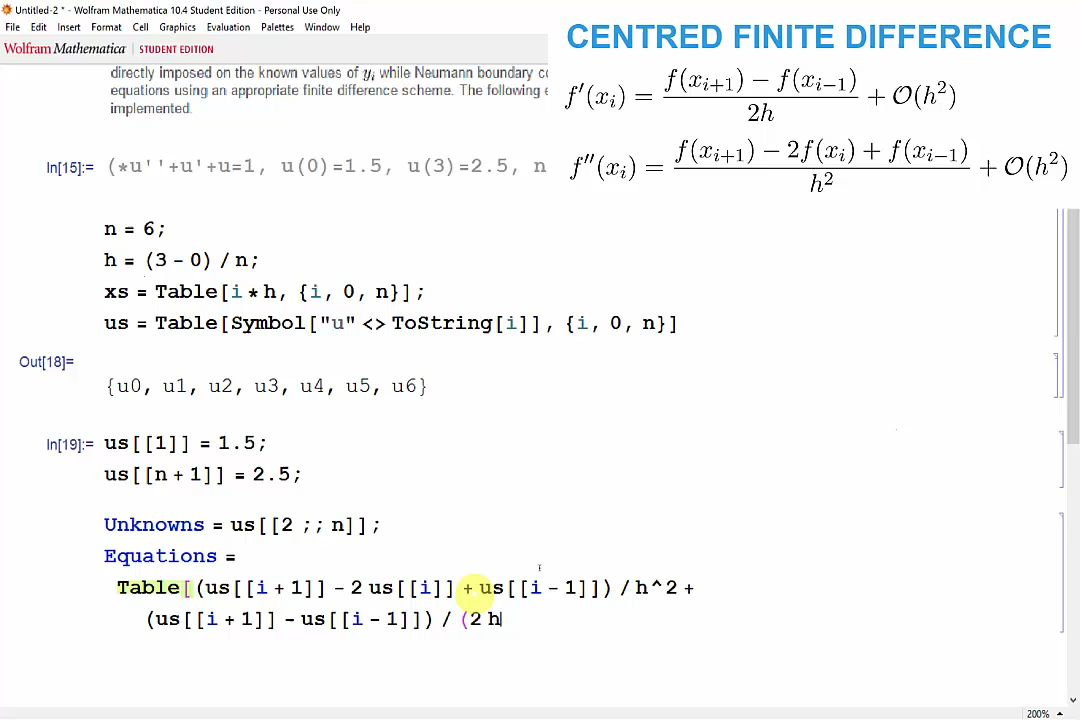 Untitled-2 * - Wolfram Mathematica 10.4 Student Edition - Personal Use Only
File Edit Insert Format Cell Graphics Evaluation Palettes Window Help
Wolfram Mathematica | STUDENT EDITION
CENTRED FINITE DIFFERENCE
f′(xᵢ) = (f(xᵢ₊₁) − f(xᵢ₋₁)) / 2h + O(h²)
f″(xᵢ) = (f(xᵢ₊₁) − 2f(xᵢ) + f(xᵢ₋₁)) / h² + O(h²)
directly imposed on the known values of yᵢ while Neumann boundary co
equations using an appropriate finite difference scheme. The following e
implemented.
In[15]:= (*u''+u'+u=1, u(0)=1.5, u(3)=2.5, n
n = 6;
h = (3 - 0) / n;
xs = Table[i * h, {i, 0, n}];
us = Table[Symbol["u" <> ToString[i]], {i, 0, n}]
Out[18]=
{u0, u1, u2, u3, u4, u5, u6}
In[19]:= us[[1]] = 1.5;
us[[n + 1]] = 2.5;
Unknowns = us[[2 ;; n]];
Equations =
Table[(us[[i + 1]] - 2 us[[i]] + us[[i - 1]]) / h^2 +
(us[[i + 1]] - us[[i - 1]]) / (2 h
200%